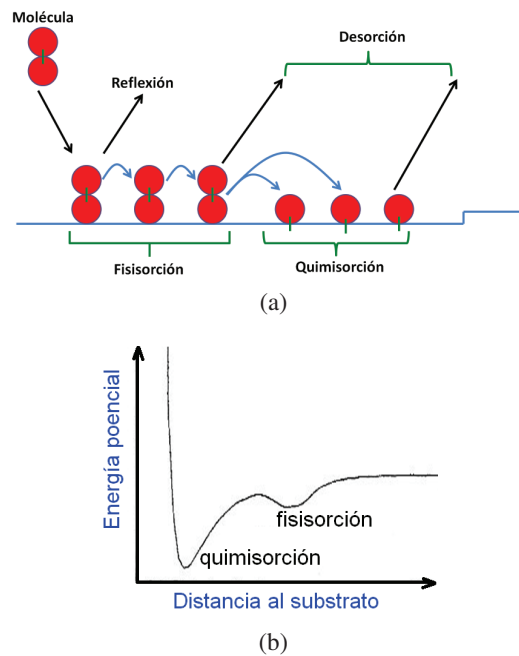 Molécula
Desorción
Reflexión
Fisisorción
Quimisorción
(a)
Energía poencial
fisisorción
quimisorción
Distancia al substrato
(b)